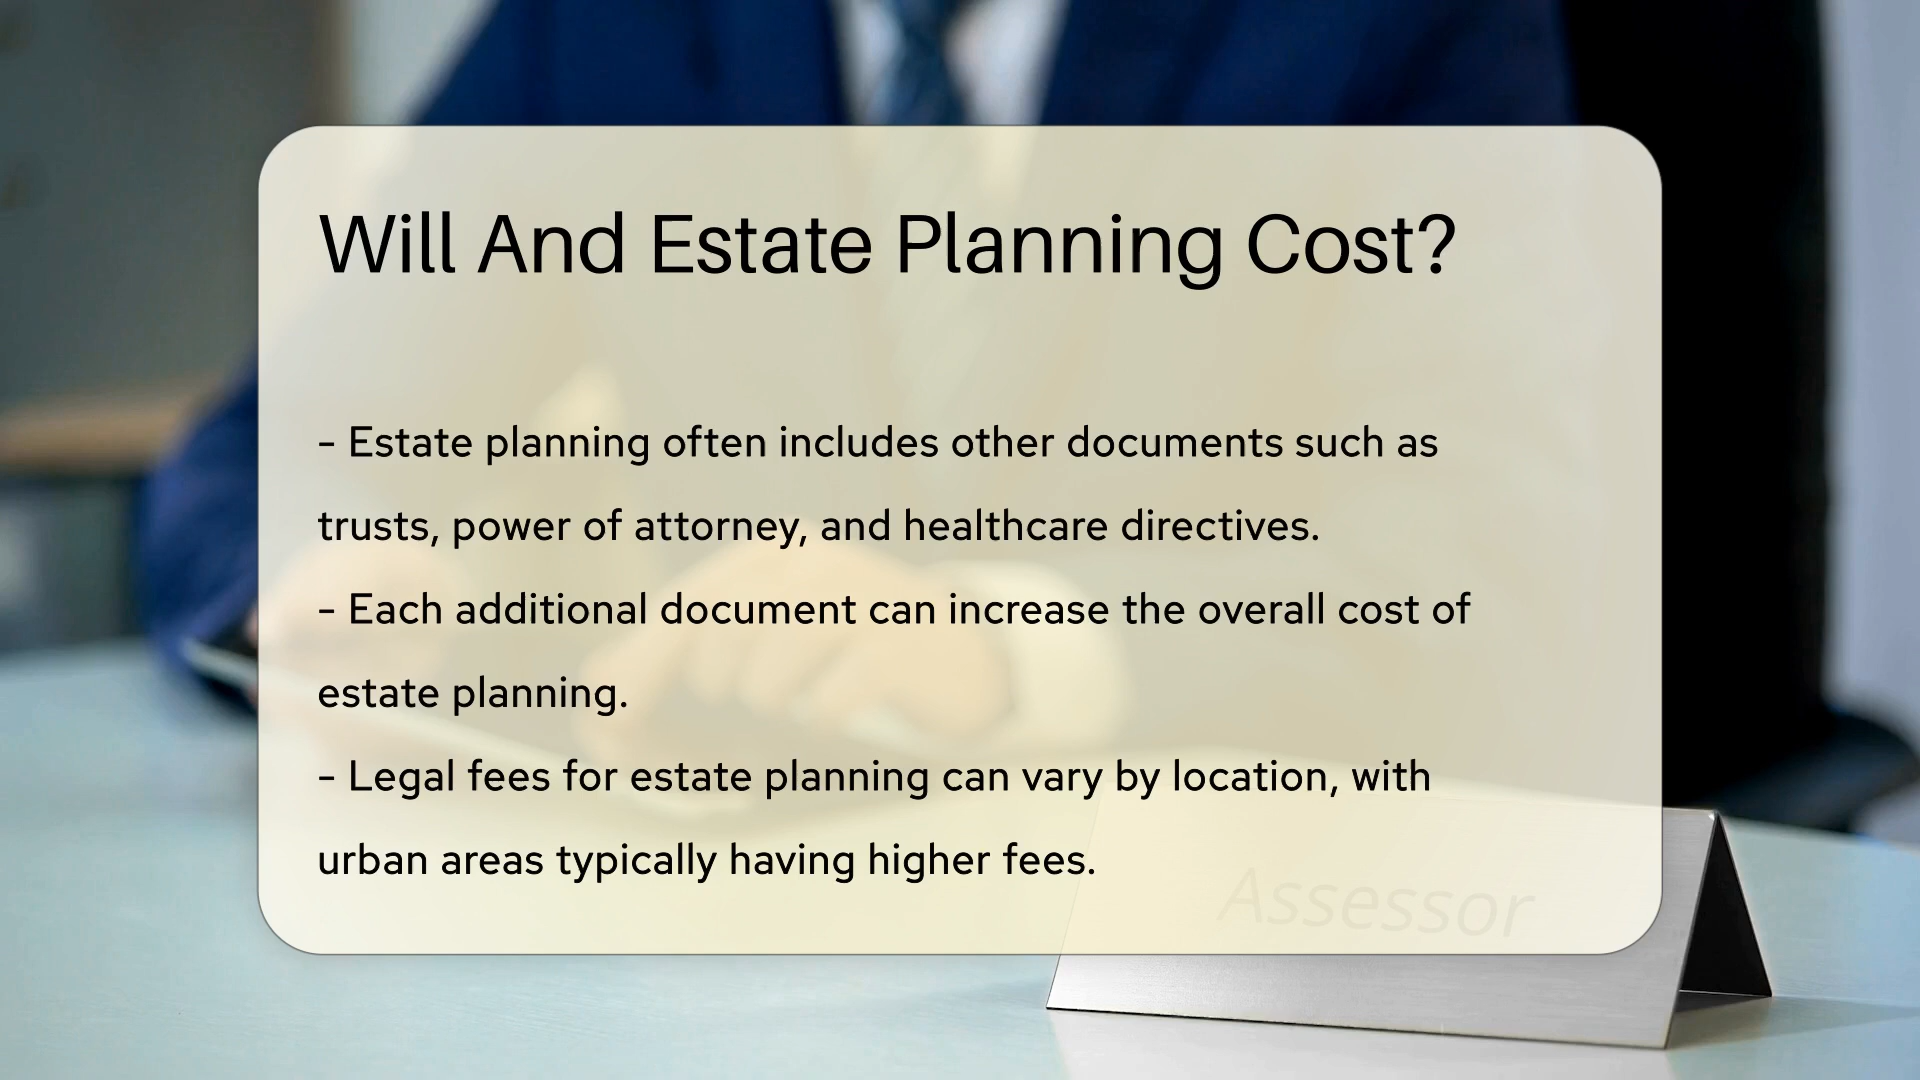 Will And Estate Planning Cost?
– Estate planning often includes other documents such as
trusts, power of attorney, and healthcare directives.
– Each additional document can increase the overall cost of
estate planning.
– Legal fees for estate planning can vary by location, with
urban areas typically having higher fees.
Assessor